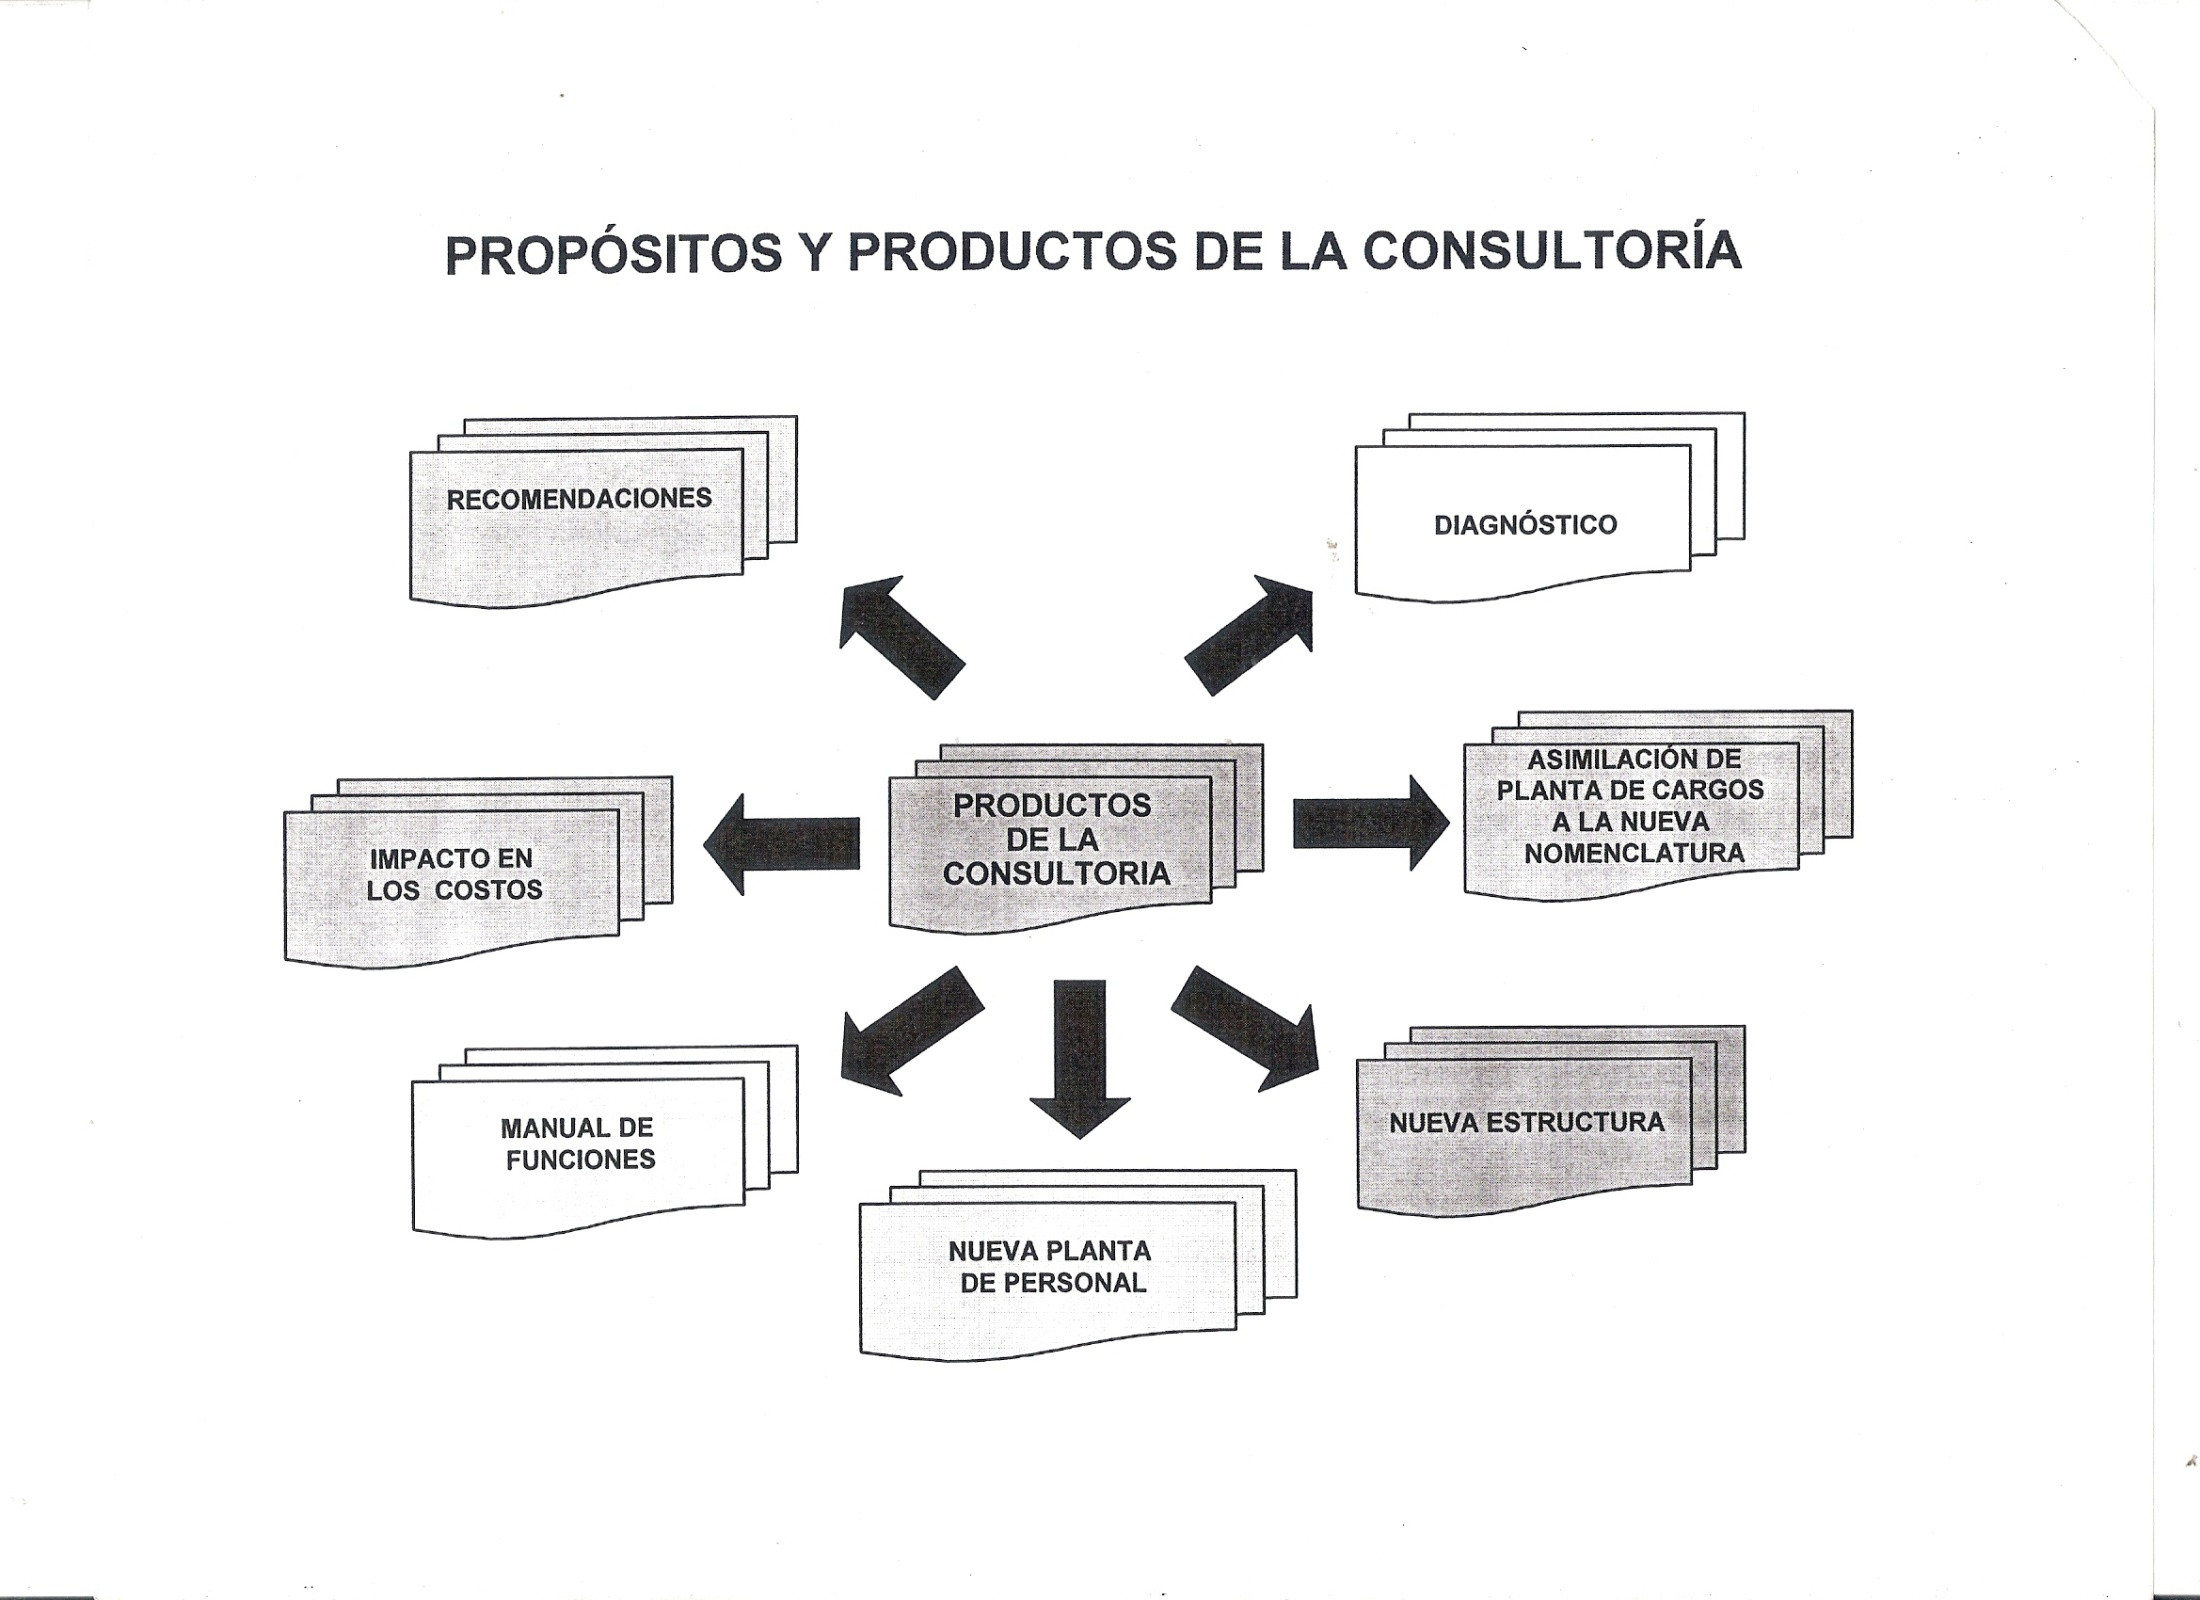 PROPÓSITOS Y PRODUCTOS DE LA CONSULTORÍA
RECOMENDACIONES
DIAGNÓSTICO
PRODUCTOS
DE LA
CONSULTORIA
ASIMILACIÓN DE
PLANTA DE CARGOS
A LA NUEVA
NOMENCLATURA
IMPACTO EN
LOS COSTOS
MANUAL DE
FUNCIONES
NUEVA PLANTA
DE PERSONAL
NUEVA ESTRUCTURA